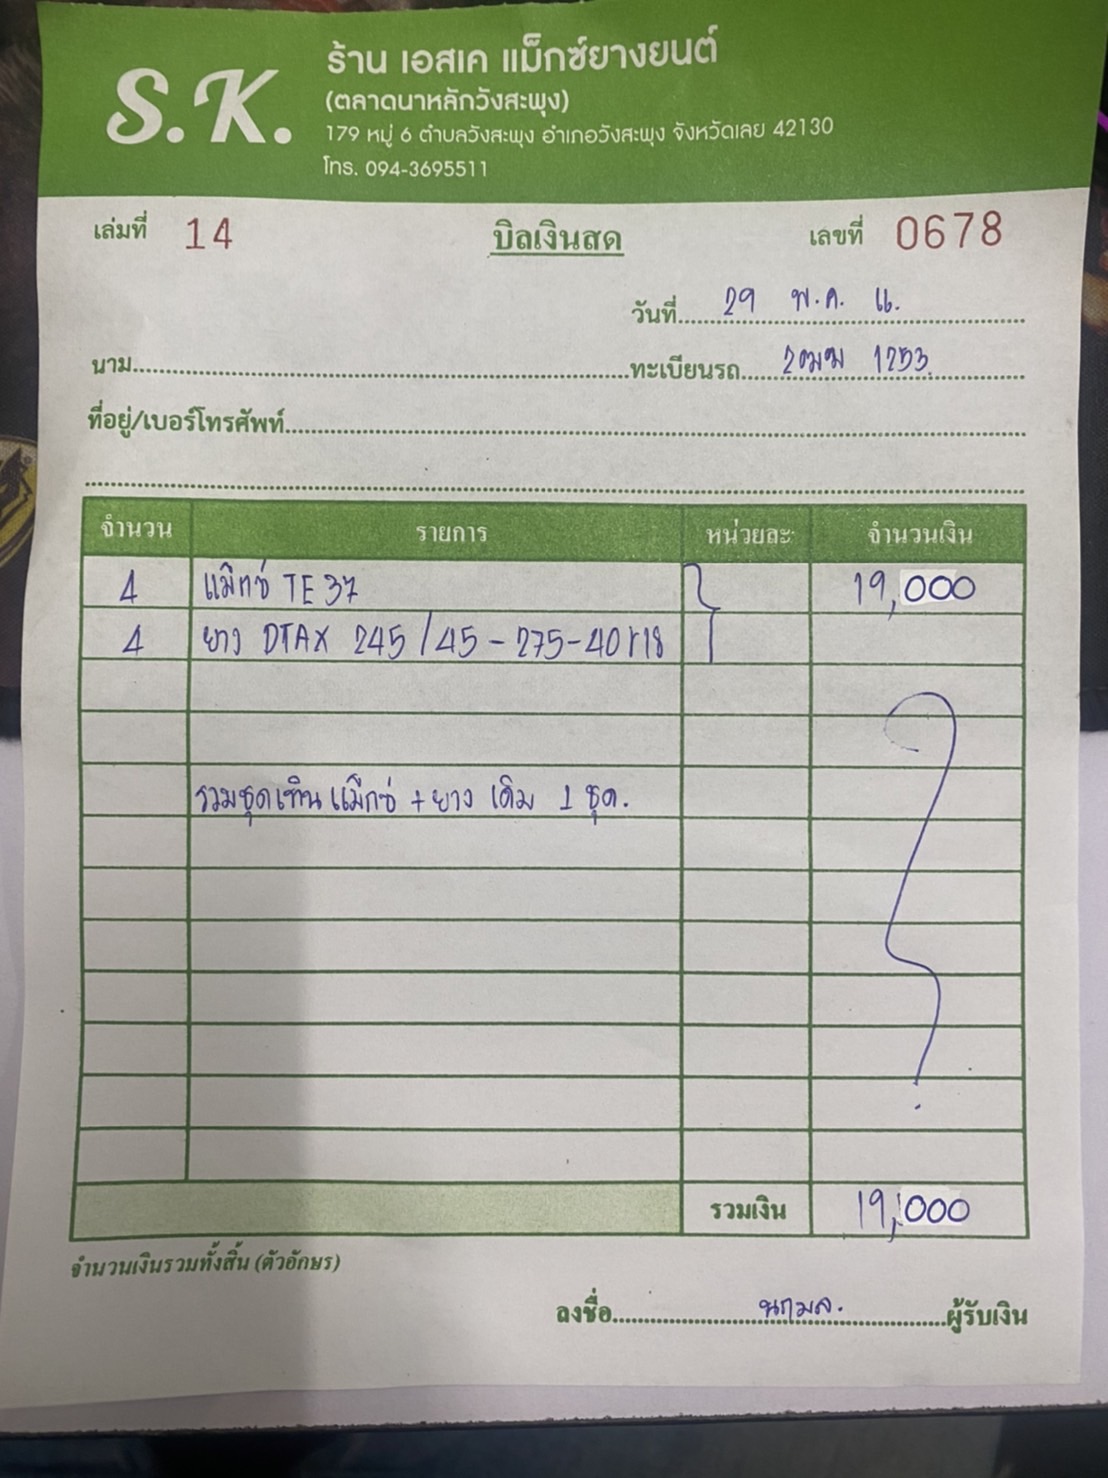 S.K.
ร้าน เอสเค แม็กซ์ยางยนต์
(ตลาดนาหลักวังสะพุง)
179 หมู่ 6 ตำบลวังสะพุง อำเภอวังสะพุง จังหวัดเลย 42130
โทร. 094-3695511
เล่มที่ 14 บิลเงินสด เลขที่ 0678
วันที่ 29 พ.ค.
นาม ทะเบียนรถ 1253
ที่อยู่/เบอร์โทรศัพท์
จำนวน รายการ หน่วยละ จำนวนเงิน
4 แม๊กซ์ TE 37 19,000
4 ยาง DTAX 245/45-275-40r18
รวมชุดเทิน แม๊กซ์ + ยาง เดิม 1 ชุด.
รวมเงิน 19,000
จำนวนเงินรวมทั้งสิ้น (ตัวอักษร)
ลงชื่อ นฤมล. ผู้รับเงิน